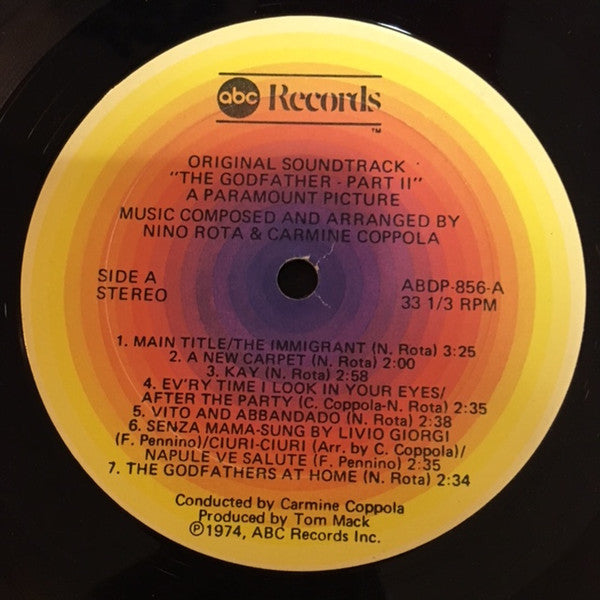 abc Records
TM
ORIGINAL SOUNDTRACK
"THE GODFATHER - PART II"
A PARAMOUNT PICTURE
MUSIC COMPOSED AND ARRANGED BY
NINO ROTA & CARMINE COPPOLA
SIDE A
STEREO
ABDP-856-A
33 1/3 RPM
1. MAIN TITLE/THE IMMIGRANT (N. Rota) 3:25
2. A NEW CARPET (N. Rota) 2:00
3. KAY (N. Rota) 2:58
4. EV'RY TIME I LOOK IN YOUR EYES/
AFTER THE PARTY (C. Coppola-N. Rota) 2:35
5. VITO AND ABBANDADO (N. Rota) 2:38
6. SENZA MAMA-SUNG BY LIVIO GIORGI
(F. Pennino)/CIURI-CIURI (Arr. by C. Coppola)/
NAPULE VE SALUTE (F. Pennino) 2:35
7. THE GODFATHERS AT HOME (N. Rota) 2:34
Conducted by Carmine Coppola
Produced by Tom Mack
℗1974, ABC Records Inc.